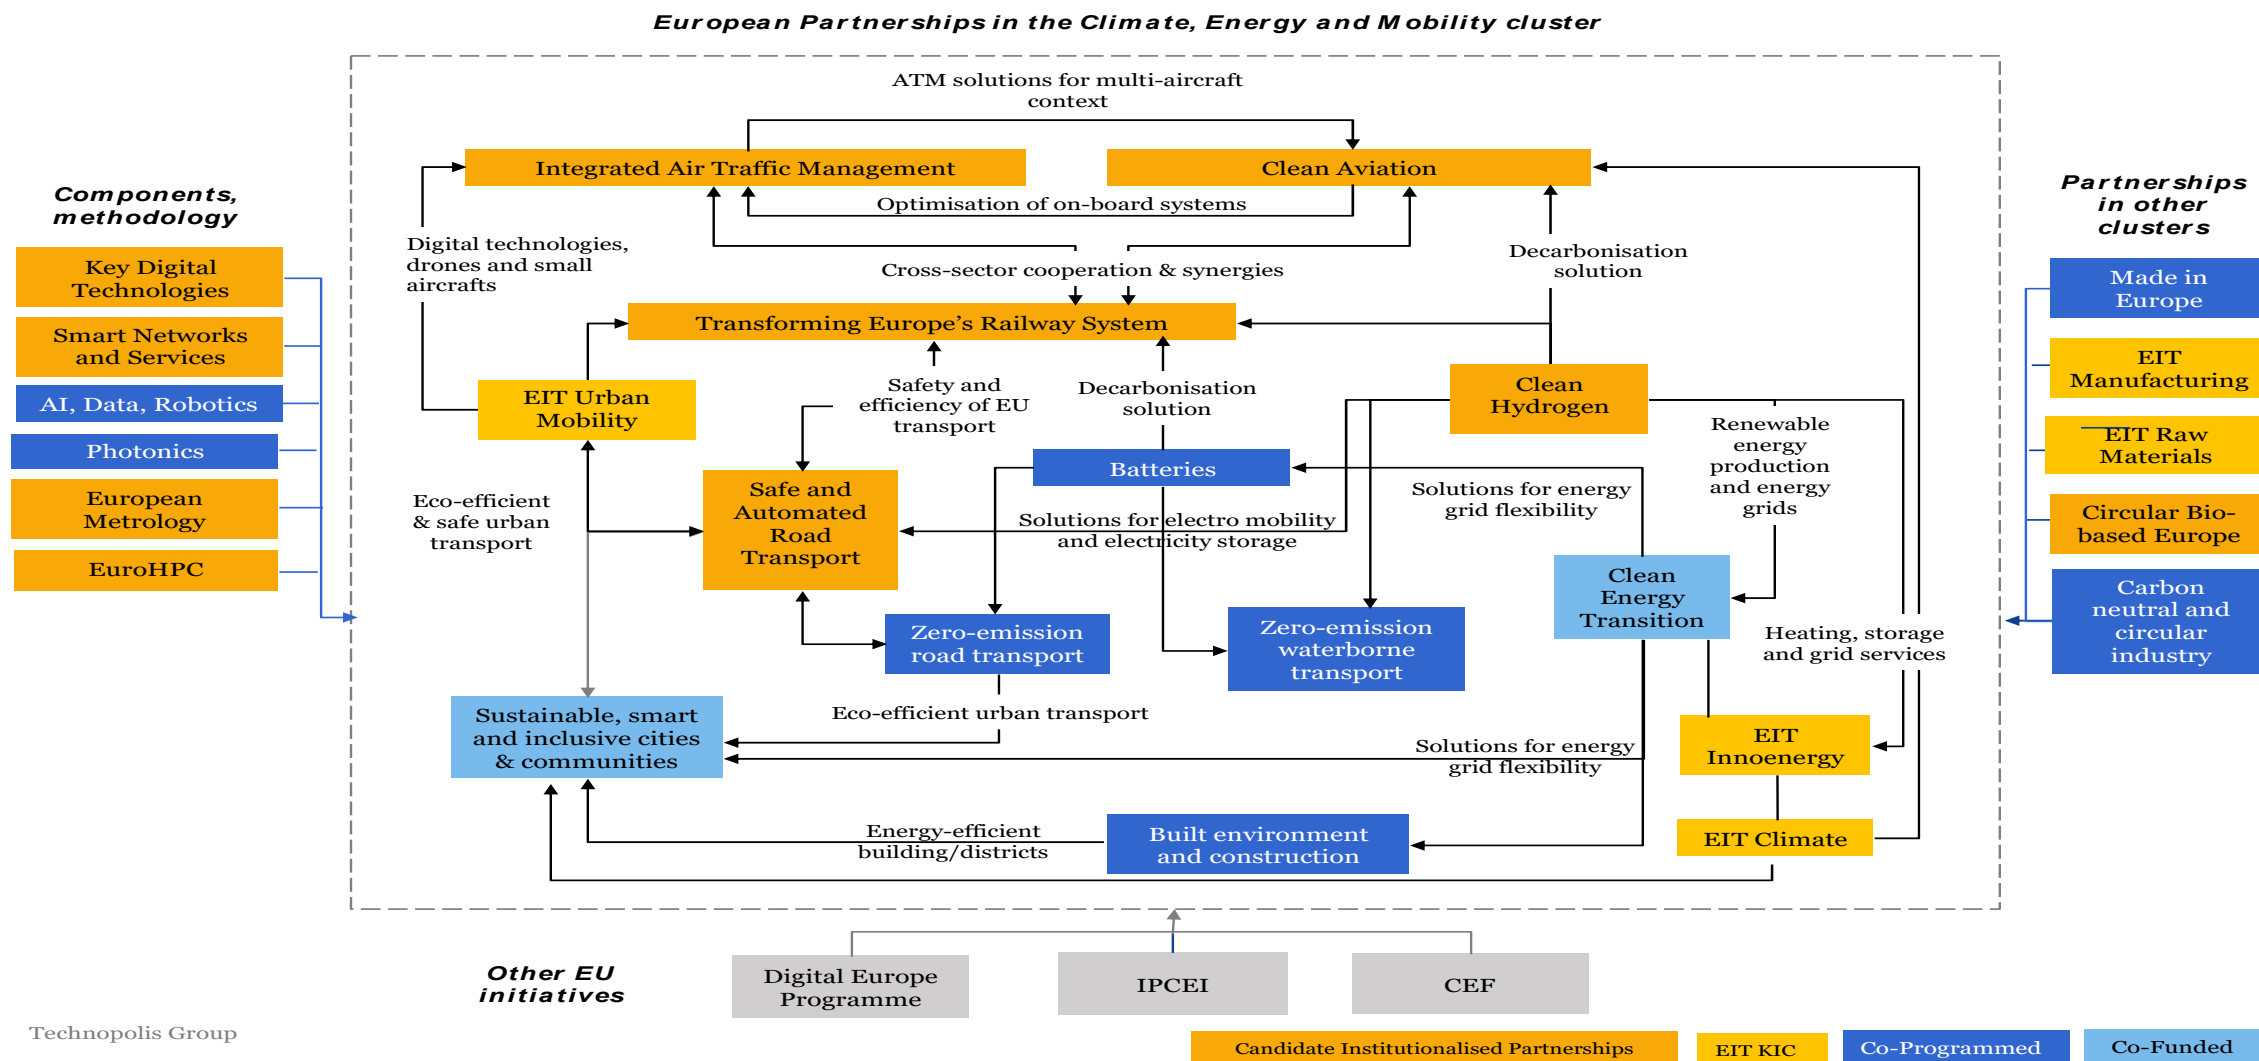 European Partnerships in the Climate, Energy and Mobility cluster
ATM solutions for multi-aircraft
context
Integrated Air Traffic Management
Clean Aviation
Optimisation of on-board systems
Components,
methodology
Key Digital
Technologies
Smart Networks
and Services
AI, Data, Robotics
Photonics
European
Metrology
EuroHPC
Digital technologies,
drones and small
aircrafts
Cross-sector cooperation & synergies
Decarbonisation
solution
Transforming Europe's Railway System
EIT Urban
Mobility
Safety and
efficiency of EU
transport
Decarbonisation
solution
Clean
Hydrogen
Renewable
energy
production
and energy
grids
Batteries
Eco-efficient
& safe urban
transport
Safe and
Automated
Road
Transport
Solutions for electro mobility
and electricity storage
Solutions for energy
grid flexibility
Clean
Energy
Transition
Zero-emission
road transport
Zero-emission
waterborne
transport
Heating, storage
and grid services
Sustainable, smart
and inclusive cities
& communities
Eco-efficient urban transport
Solutions for energy
grid flexibility
EIT
Innoenergy
Energy-efficient
building/districts
Built environment
and construction
EIT Climate
Partnerships
in other
clusters
Made in
Europe
EIT
Manufacturing
EIT Raw
Materials
Circular Bio-
based Europe
Carbon
neutral and
circular
industry
Other EU
initiatives
Digital Europe
Programme
IPCEI
CEF
Technopolis Group
Candidate Institutionalised Partnerships
EIT KIC
Co-Programmed
Co-Funded